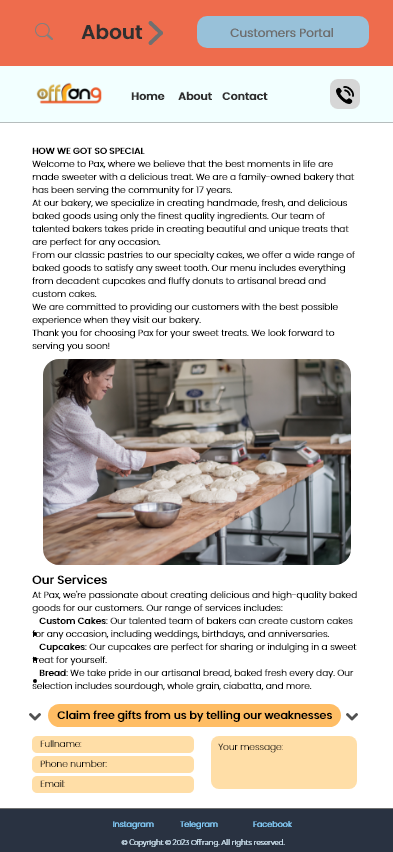 About
Customers Portal
offrang
Home About Contact
HOW WE GOT SO SPECIAL
Welcome to Pax, where we believe that the best moments in life are
made sweeter with a delicious treat. We are a family-owned bakery that
has been serving the community for 17 years.
At our bakery, we specialize in creating handmade, fresh, and delicious
baked goods using only the finest quality ingredients. Our team of
talented bakers takes pride in creating beautiful and unique treats that
are perfect for any occasion.
From our classic pastries to our specialty cakes, we offer a wide range of
baked goods to satisfy any sweet tooth. Our menu includes everything
from decadent cupcakes and fluffy donuts to artisanal bread and
custom cakes.
We are committed to providing our customers with the best possible
experience when they visit our bakery.
Thank you for choosing Pax for your sweet treats. We look forward to
serving you soon!
Our Services
At Pax, we're passionate about creating delicious and high-quality baked
goods for our customers. Our range of services includes:
Custom Cakes: Our talented team of bakers can create custom cakes
for any occasion, including weddings, birthdays, and anniversaries.
Cupcakes: Our cupcakes are perfect for sharing or indulging in a sweet
treat for yourself.
Bread: We take pride in our artisanal bread, baked fresh every day. Our
selection includes sourdough, whole grain, ciabatta, and more.
Claim free gifts from us by telling our weaknesses
Fullname:
Phone number:
Email:
Your message:
Instagram Telegram Facebook
© Copyright © 2023 Offrang. All rights reserved.